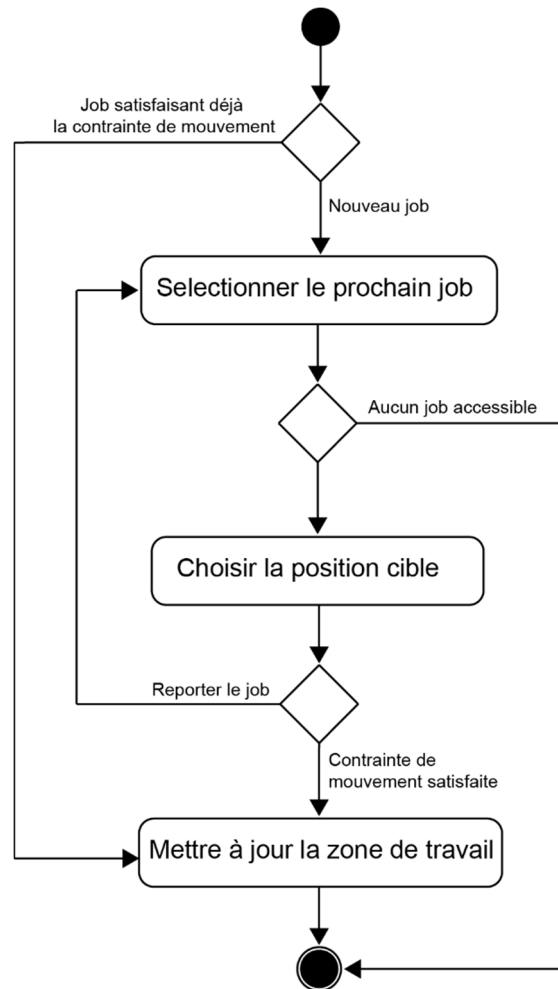 Job satisfaisant déjà
la contrainte de mouvement
Nouveau job
Selectionner le prochain job
Aucun job accessible
Choisir la position cible
Reporter le job
Contrainte de
mouvement satisfaite
Mettre à jour la zone de travail